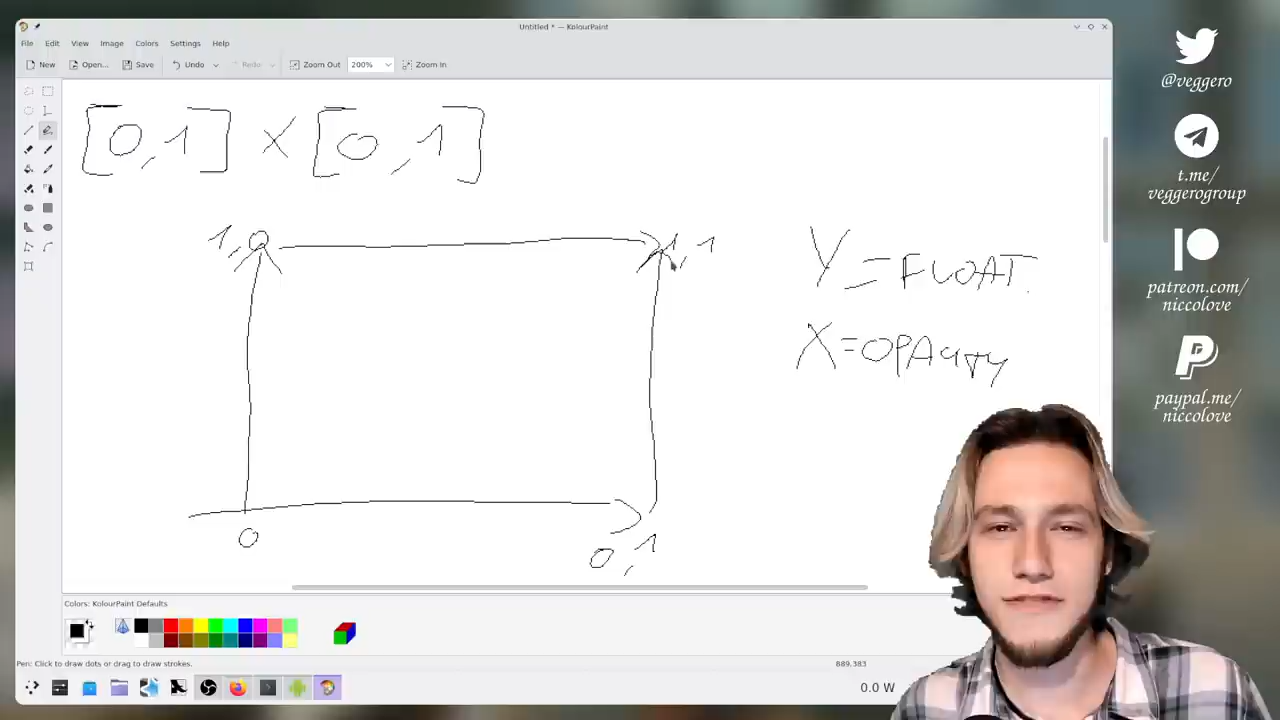 Untitled * — KolourPaint
File Edit View Image Colors Settings Help
New Open... Save Undo Redo Zoom Out 200% Zoom In
[0,1] X [0,1]
1,0
1,1
Y=FLOAT.
X=OPACITY
0
0,1
Colors: KolourPaint Defaults
Pen: Click to draw dots or drag to draw strokes.
889,383
0.0 W
@veggero
t.me/
veggerogroup
patreon.com/
niccolove
paypal.me/
niccolove